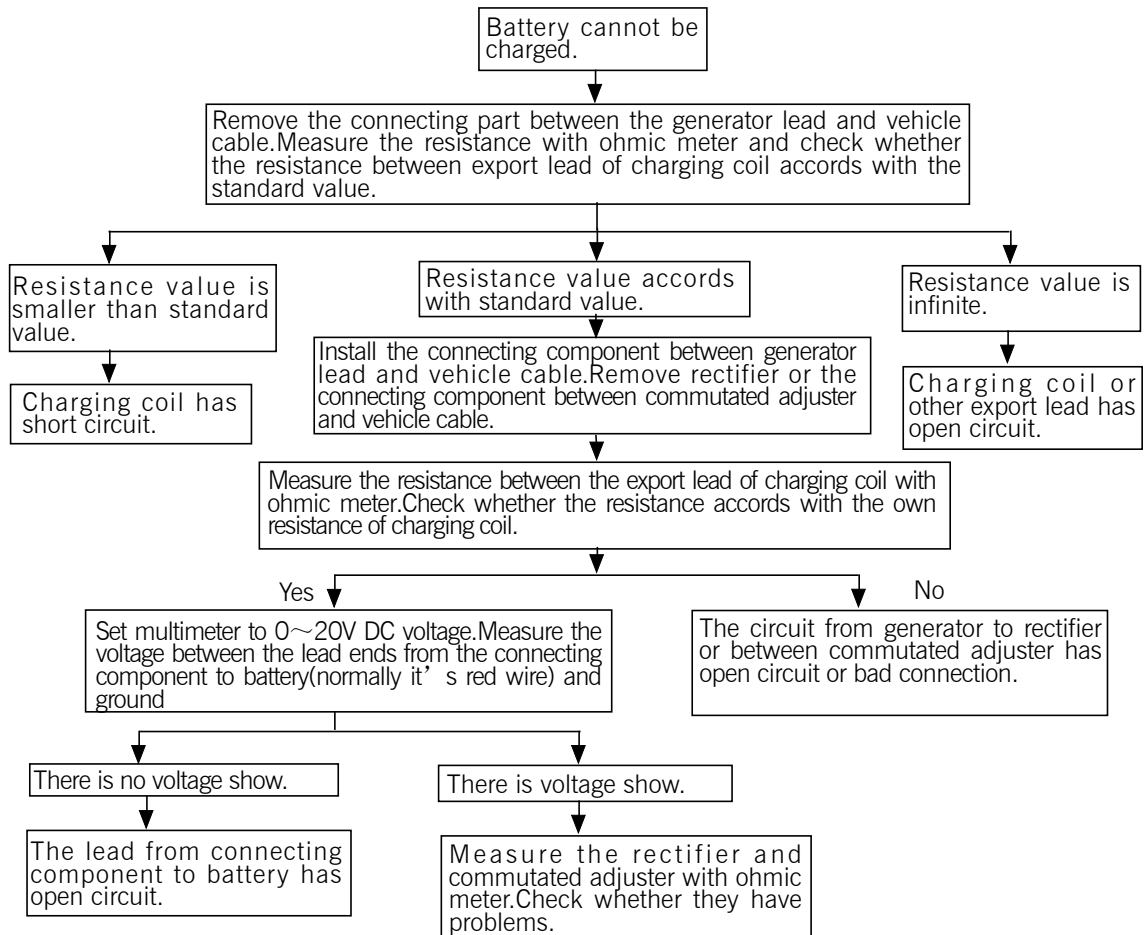 Battery cannot be
charged.
Remove the connecting part between the generator lead and vehicle
cable.Measure the resistance with ohmic meter and check whether
the resistance between export lead of charging coil accords with the
standard value.
Resistance value is
smaller than standard
value.
Resistance value accords
with standard value.
Resistance value is
infinite.
Charging coil has
short circuit.
Install the connecting component between generator
lead and vehicle cable.Remove rectifier or the
connecting component between commutated adjuster
and vehicle cable.
Charging coil or
other export lead has
open circuit.
Measure the resistance between the export lead of charging coil with
ohmic meter.Check whether the resistance accords with the own
resistance of charging coil.
Yes
No
Set multimeter to 0～20V DC voltage.Measure the
voltage between the lead ends from the connecting
component to battery(normally it’s red wire) and
ground
The circuit from generator to rectifier
or between commutated adjuster has
open circuit or bad connection.
There is no voltage show.
There is voltage show.
The lead from connecting
component to battery has
open circuit.
Measure the rectifier and
commutated adjuster with ohmic
meter.Check whether they have
problems.